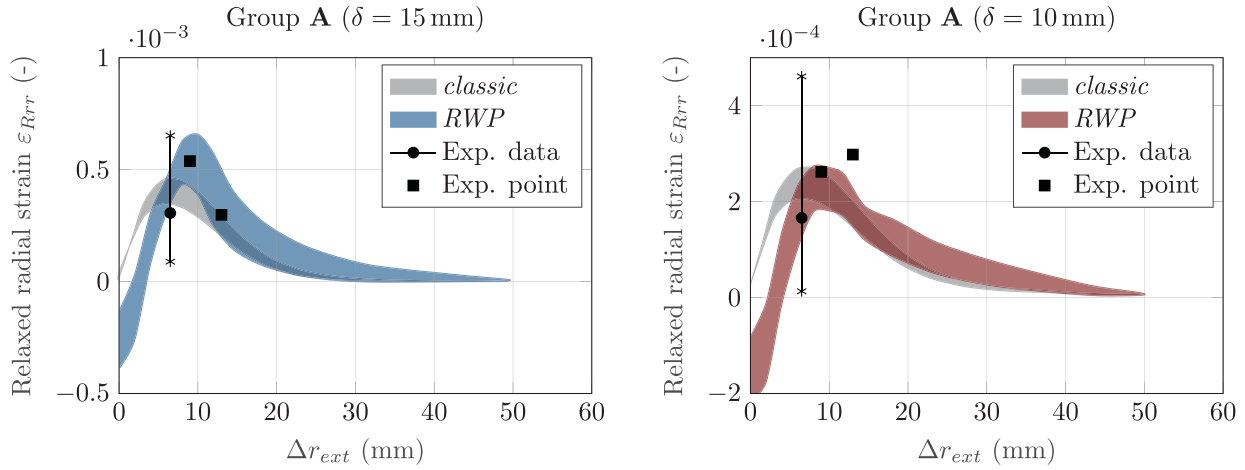 Group A (δ = 15 mm)
·10⁻³
Relaxed radial strain ε_Rrr (-)
1
0.5
0
−0.5
classic
RWP
Exp. data
Exp. point
0 10 20 30 40 50 60
Δr_ext (mm)
Group A (δ = 10 mm)
·10⁻⁴
Relaxed radial strain ε_Rrr (-)
4
2
0
−2
classic
RWP
Exp. data
Exp. point
0 10 20 30 40 50 60
Δr_ext (mm)